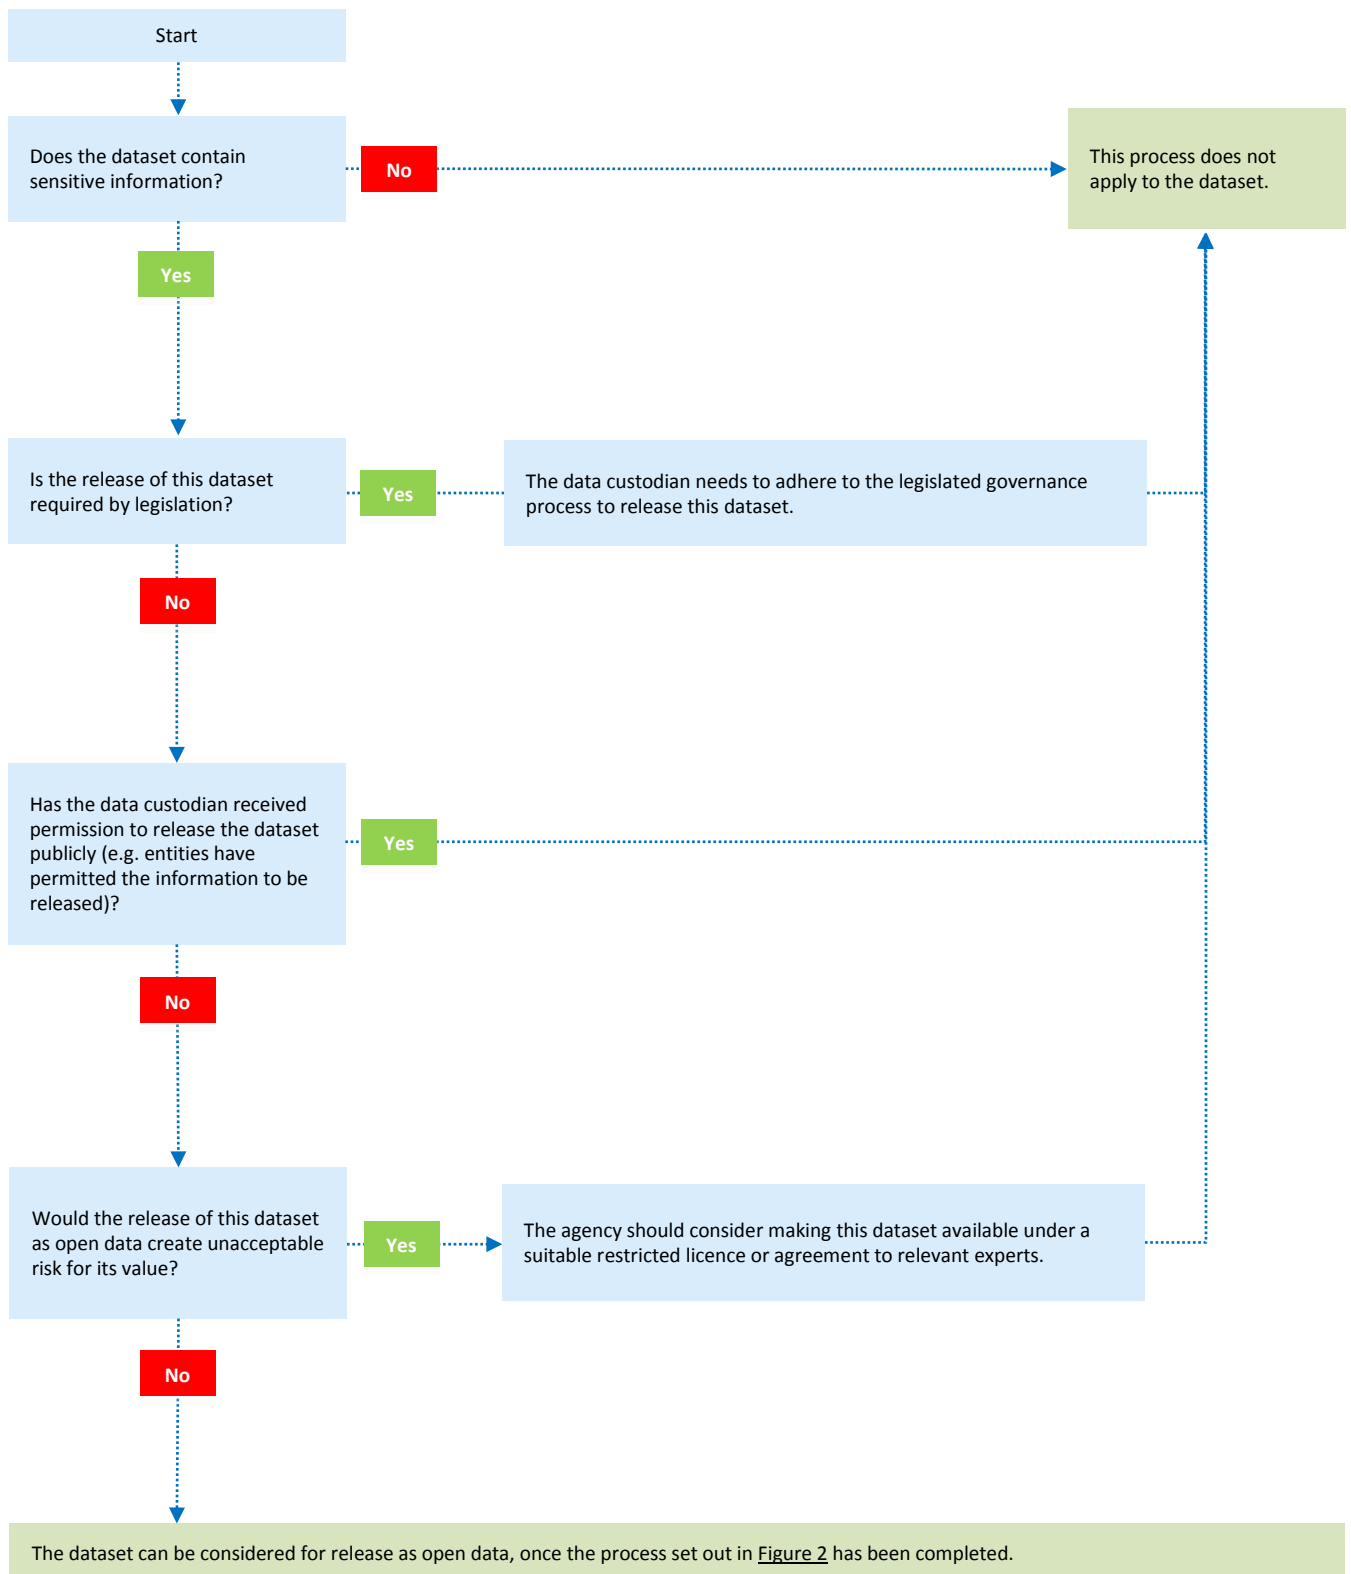 Start
Does the dataset contain
sensitive information?
No
This process does not
apply to the dataset.
Yes
Is the release of this dataset
required by legislation?
Yes
The data custodian needs to adhere to the legislated governance
process to release this dataset.
No
Has the data custodian received
permission to release the dataset
publicly (e.g. entities have
permitted the information to be
released)?
Yes
No
Would the release of this dataset
as open data create unacceptable
risk for its value?
Yes
The agency should consider making this dataset available under a
suitable restricted licence or agreement to relevant experts.
No
The dataset can be considered for release as open data, once the process set out in Figure 2 has been completed.